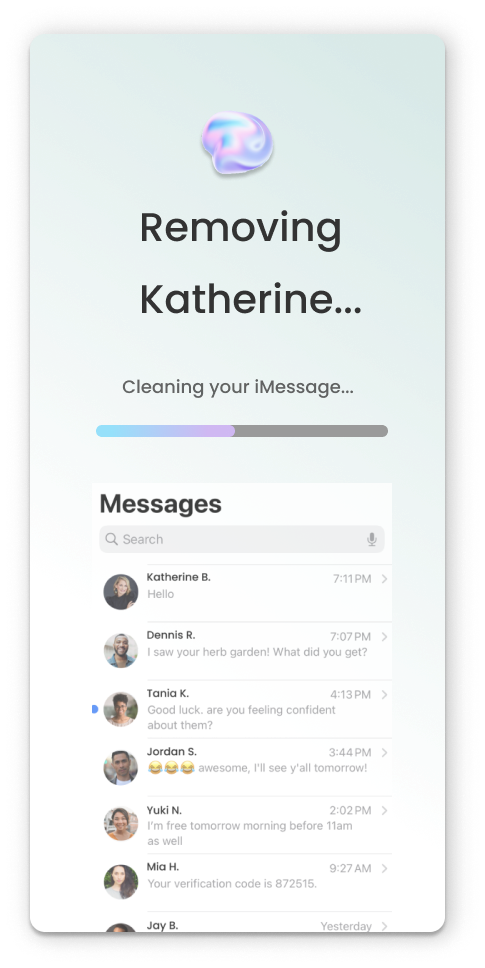 Removing
Katherine...
Cleaning your iMessage...
Messages
Search
Katherine B. 7:11 PM
Hello
Dennis R. 7:07 PM
I saw your herb garden! What did you get?
Tania K. 4:13 PM
Good luck. are you feeling confident
about them?
Jordan S. 3:44 PM
😂😂😂 awesome, I'll see y'all tomorrow!
Yuki N. 2:02 PM
I'm free tomorrow morning before 11am
as well
Mia H. 9:27 AM
Your verification code is 872515.
Jay B. Yesterday